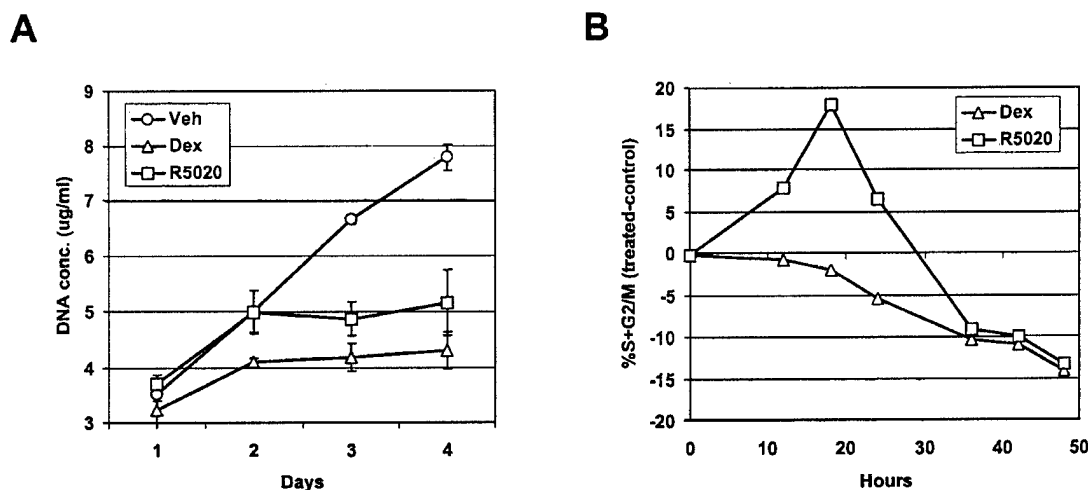 A
B
9
8
7
6
5
4
3
Veh
Dex
R5020
DNA conc. (ug/ml)
1 2 3 4
Days
20
15
10
5
0
-5
-10
-15
-20
Dex
R5020
%S+G2/M (treated-control)
0 10 20 30 40 50
Hours